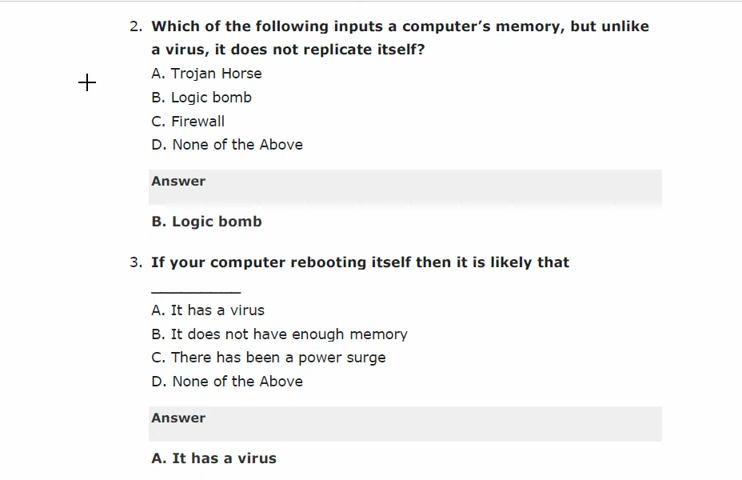 2. Which of the following inputs a computer's memory, but unlike
a virus, it does not replicate itself?
A. Trojan Horse
B. Logic bomb
C. Firewall
D. None of the Above
Answer
B. Logic bomb
3. If your computer rebooting itself then it is likely that
__________
A. It has a virus
B. It does not have enough memory
C. There has been a power surge
D. None of the Above
Answer
A. It has a virus